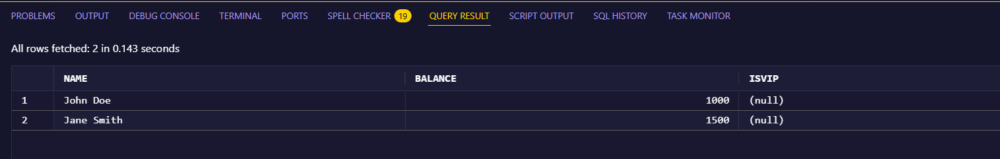 PROBLEMS OUTPUT DEBUG CONSOLE TERMINAL PORTS SPELL CHECKER 19 QUERY RESULT SCRIPT OUTPUT SQL HISTORY TASK MONITOR
All rows fetched: 2 in 0.143 seconds
NAME BALANCE ISVIP
1 John Doe 1000 (null)
2 Jane Smith 1500 (null)